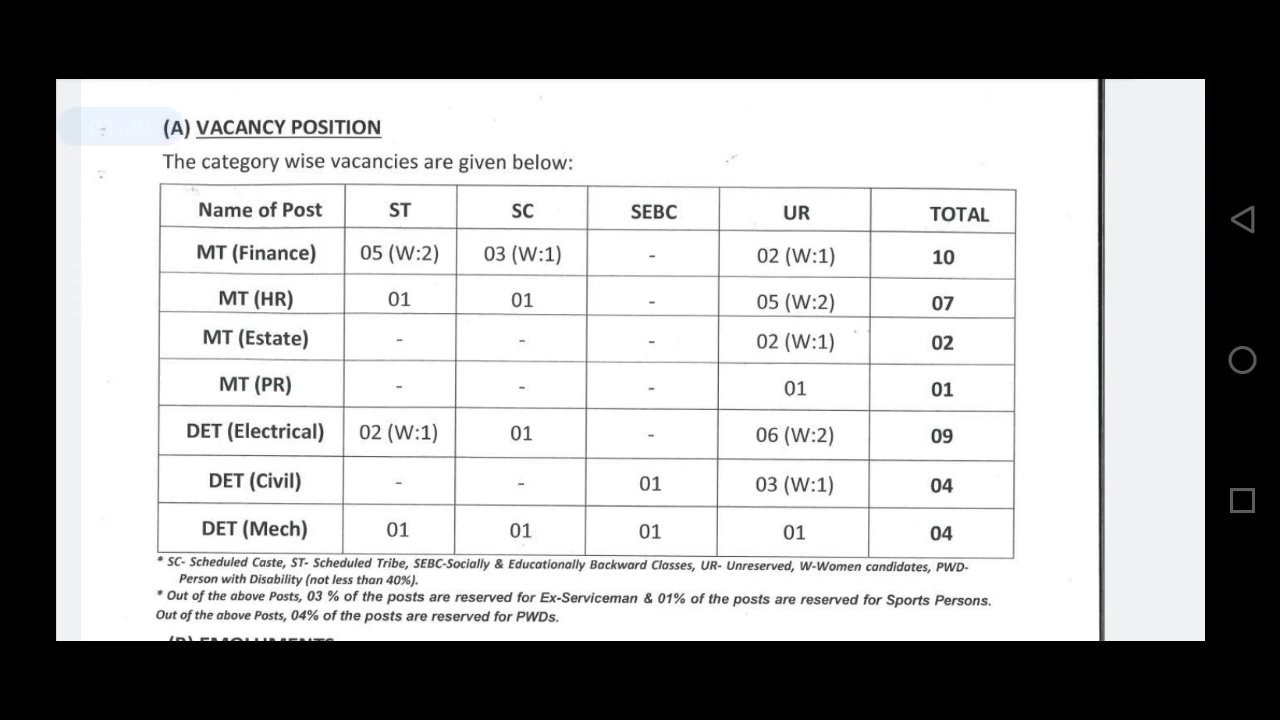 (A) VACANCY POSITION
The category wise vacancies are given below:
Name of Post ST SC SEBC UR TOTAL
MT (Finance) 05 (W:2) 03 (W:1) - 02 (W:1) 10
MT (HR) 01 01 - 05 (W:2) 07
MT (Estate) - - - 02 (W:1) 02
MT (PR) - - - 01 01
DET (Electrical) 02 (W:1) 01 - 06 (W:2) 09
DET (Civil) - - 01 03 (W:1) 04
DET (Mech) 01 01 01 01 04
* SC- Scheduled Caste, ST- Scheduled Tribe, SEBC-Socially & Educationally Backward Classes, UR- Unreserved, W-Women candidates, PWD-
Person with Disability (not less than 40%).
* Out of the above Posts, 03 % of the posts are reserved for Ex-Serviceman & 01% of the posts are reserved for Sports Persons.
Out of the above Posts, 04% of the posts are reserved for PWDs.
(B) EMOLUMENTS